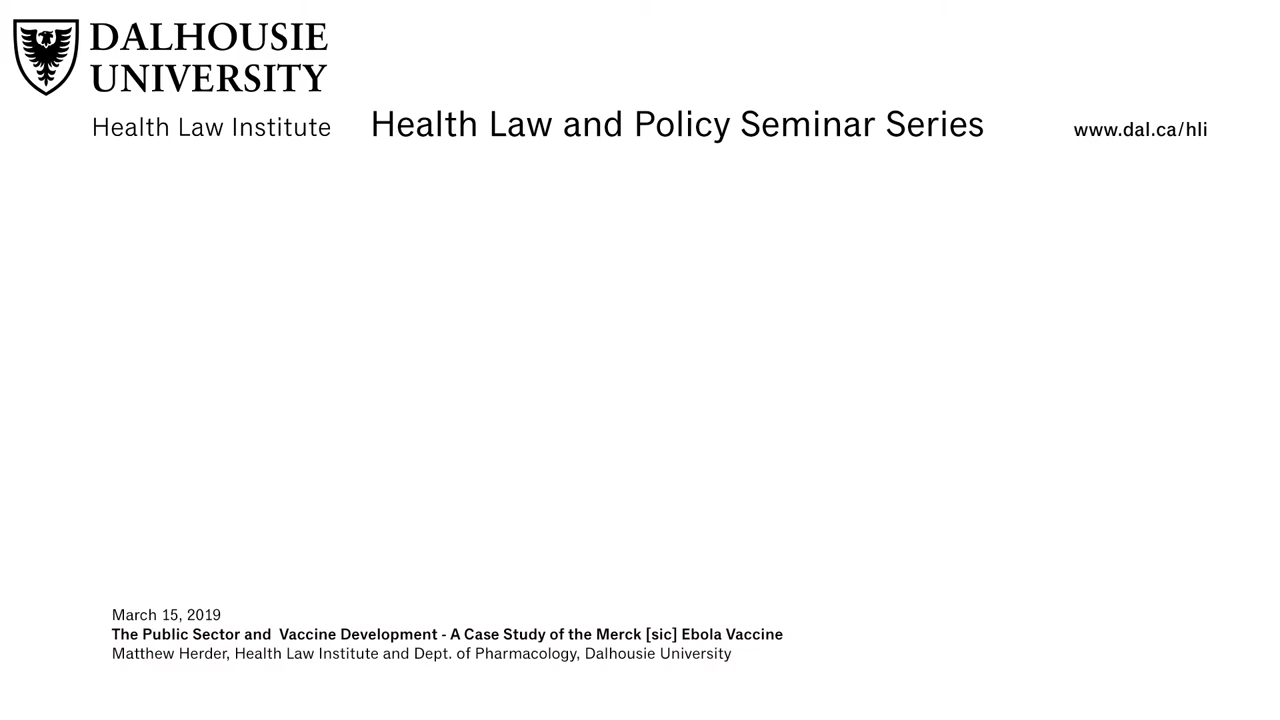 DALHOUSIE
UNIVERSITY
Health Law Institute
Health Law and Policy Seminar Series
www.dal.ca/hli
March 15, 2019
The Public Sector and  Vaccine Development - A Case Study of the Merck [sic] Ebola Vaccine
Matthew Herder, Health Law Institute and Dept. of Pharmacology, Dalhousie University